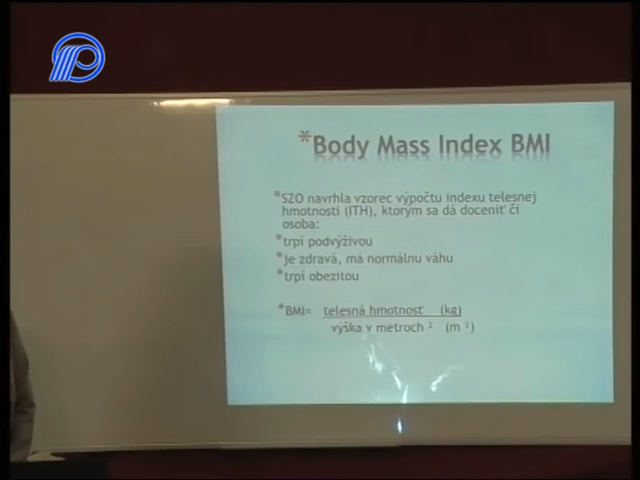 *Body Mass Index BMI
*SZO navrhla vzorec výpočtu indexu telesnej
hmotnosti (ITH), ktorým sa dá doceniť či
osoba:
*trpí podvýživou
*je zdravá, má normálnu váhu
*trpí obezitou
*BMI= telesná hmotnosť (kg)
výška v metroch ² (m ²)